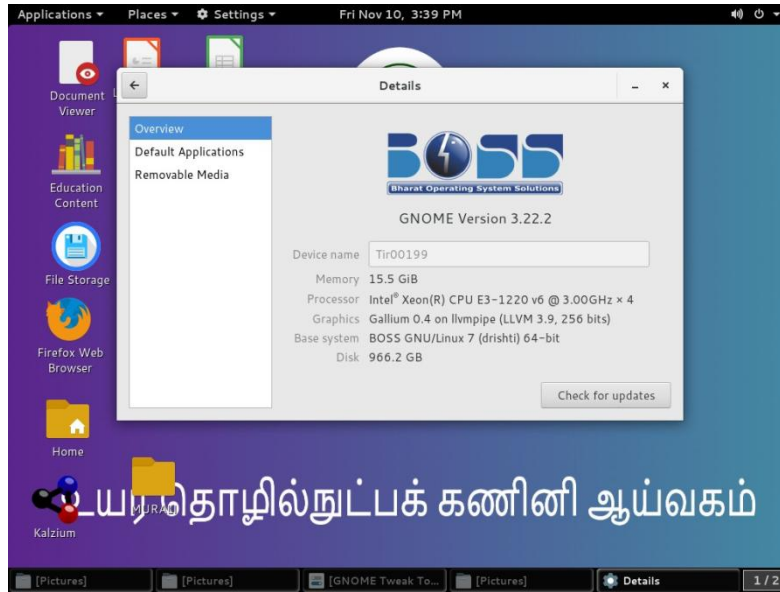 Applications Places Settings Fri Nov 10, 3:39 PM
Document Viewer
Education Content
File Storage
Firefox Web Browser
Home
Kalzium
Details
Overview
Default Applications
Removable Media
BOSS
Bharat Operating System Solutions
GNOME Version 3.22.2
Device name Tir00199
Memory 15.5 GiB
Processor Intel® Xeon(R) CPU E3-1220 v6 @ 3.00GHz × 4
Graphics Gallium 0.4 on llvmpipe (LLVM 3.9, 256 bits)
Base system BOSS GNU/Linux 7 (drishti) 64-bit
Disk 966.2 GB
Check for updates
உயர் தொழில்நுட்பக் கணினி ஆய்வகம்
[Pictures] [Pictures] [GNOME Tweak To... [Pictures] Details 1 / 2